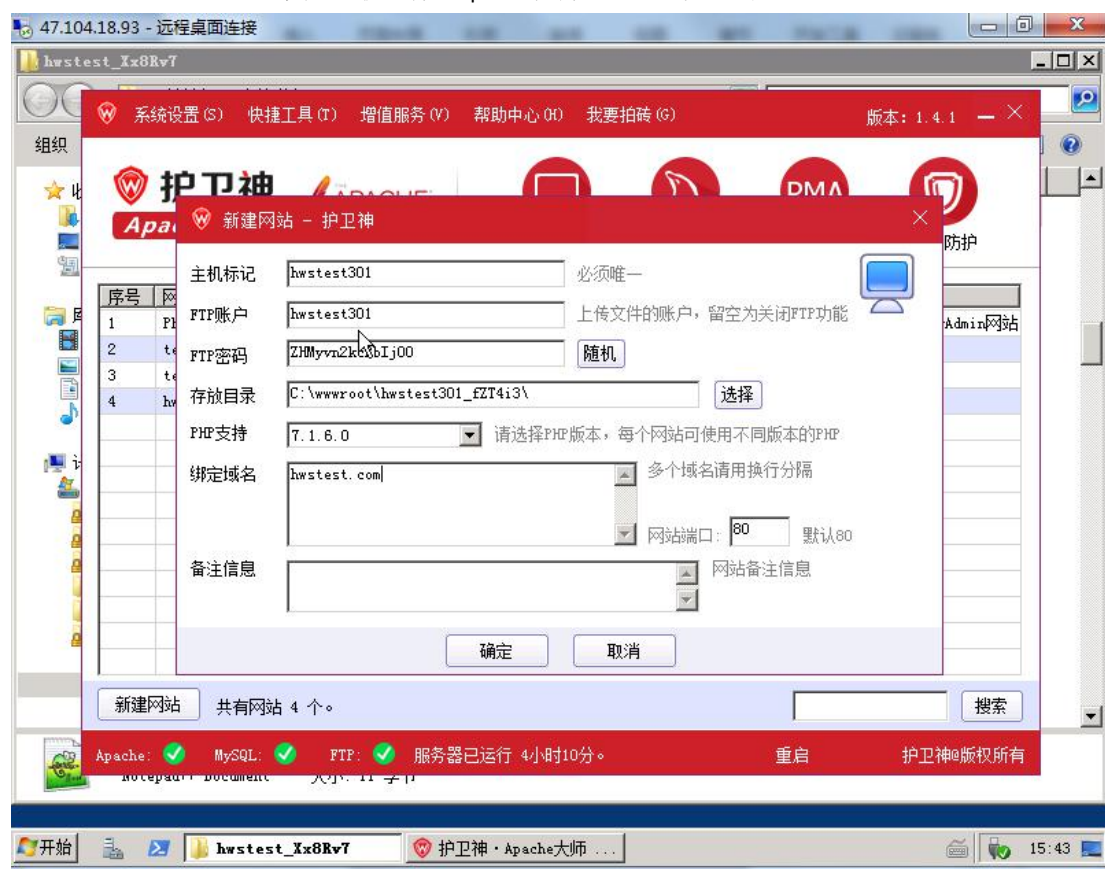 47.104.18.93 - 远程桌面连接
hwstest_Xx8Rv7
系统设置(S) 快捷工具(T) 增值服务(V) 帮助中心(H) 我要拍砖(G) 版本: 1.4.1
组织
护卫神
新建网站 - 护卫神
防护
主机标记 hwstest301 必须唯一
序号
FTP账户 hwstest301 上传文件的账户，留空为关闭FTP功能
1
Admin网站
FTP密码 随机
2
3
存放目录 C:\wwwroot\hwstest301_fZT4i3\ 选择
4
PHP支持 7.1.6.0 请选择PHP版本，每个网站可使用不同版本的PHP
绑定域名 hwstest.com 多个域名请用换行分隔
网站端口: 80 默认80
备注信息 网站备注信息
确定 取消
新建网站 共有网站 4 个。 搜索
Apache: MySQL: FTP: 服务器已运行 4小时10分。 重启 护卫神@版权所有
开始 hwstest_Xx8Rv7 护卫神·Apache大师 ... 15:43